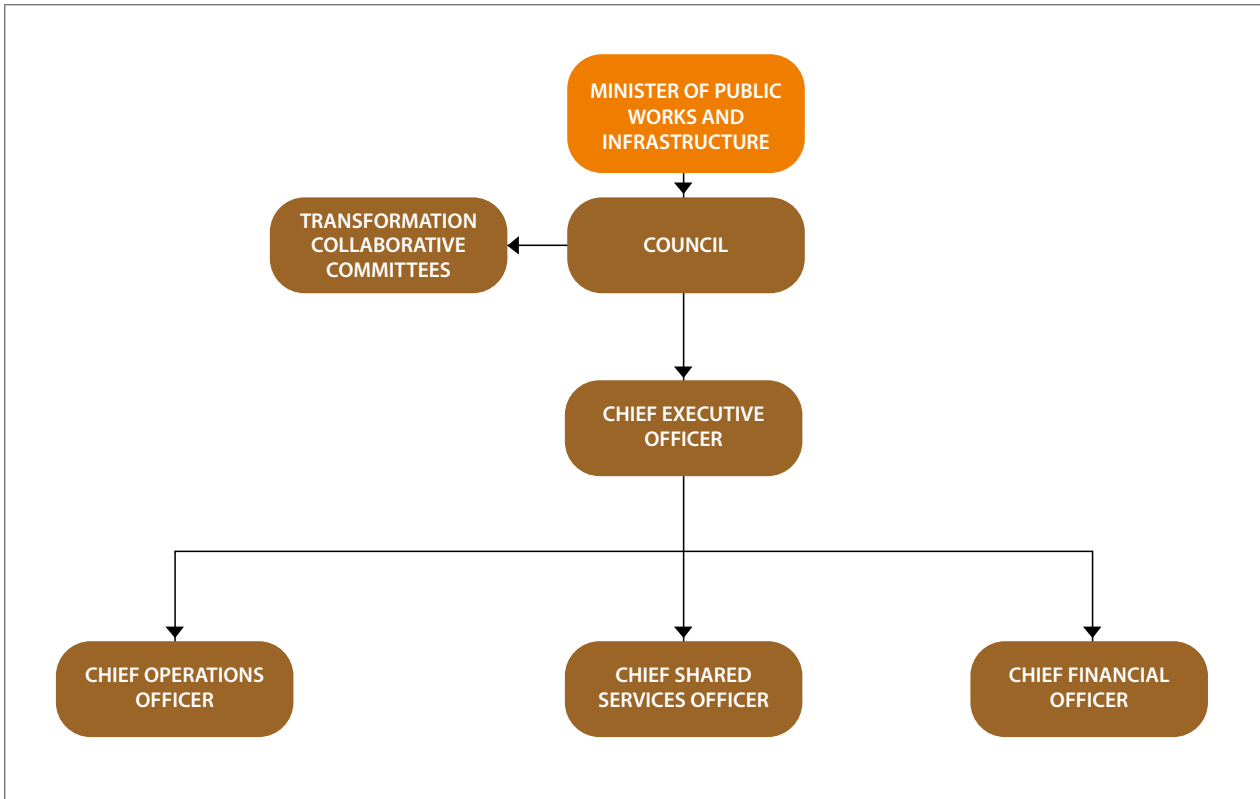 MINISTER OF PUBLIC
WORKS AND
INFRASTRUCTURE
TRANSFORMATION
COLLABORATIVE
COMMITTEES
COUNCIL
CHIEF EXECUTIVE
OFFICER
CHIEF OPERATIONS
OFFICER
CHIEF SHARED
SERVICES OFFICER
CHIEF FINANCIAL
OFFICER